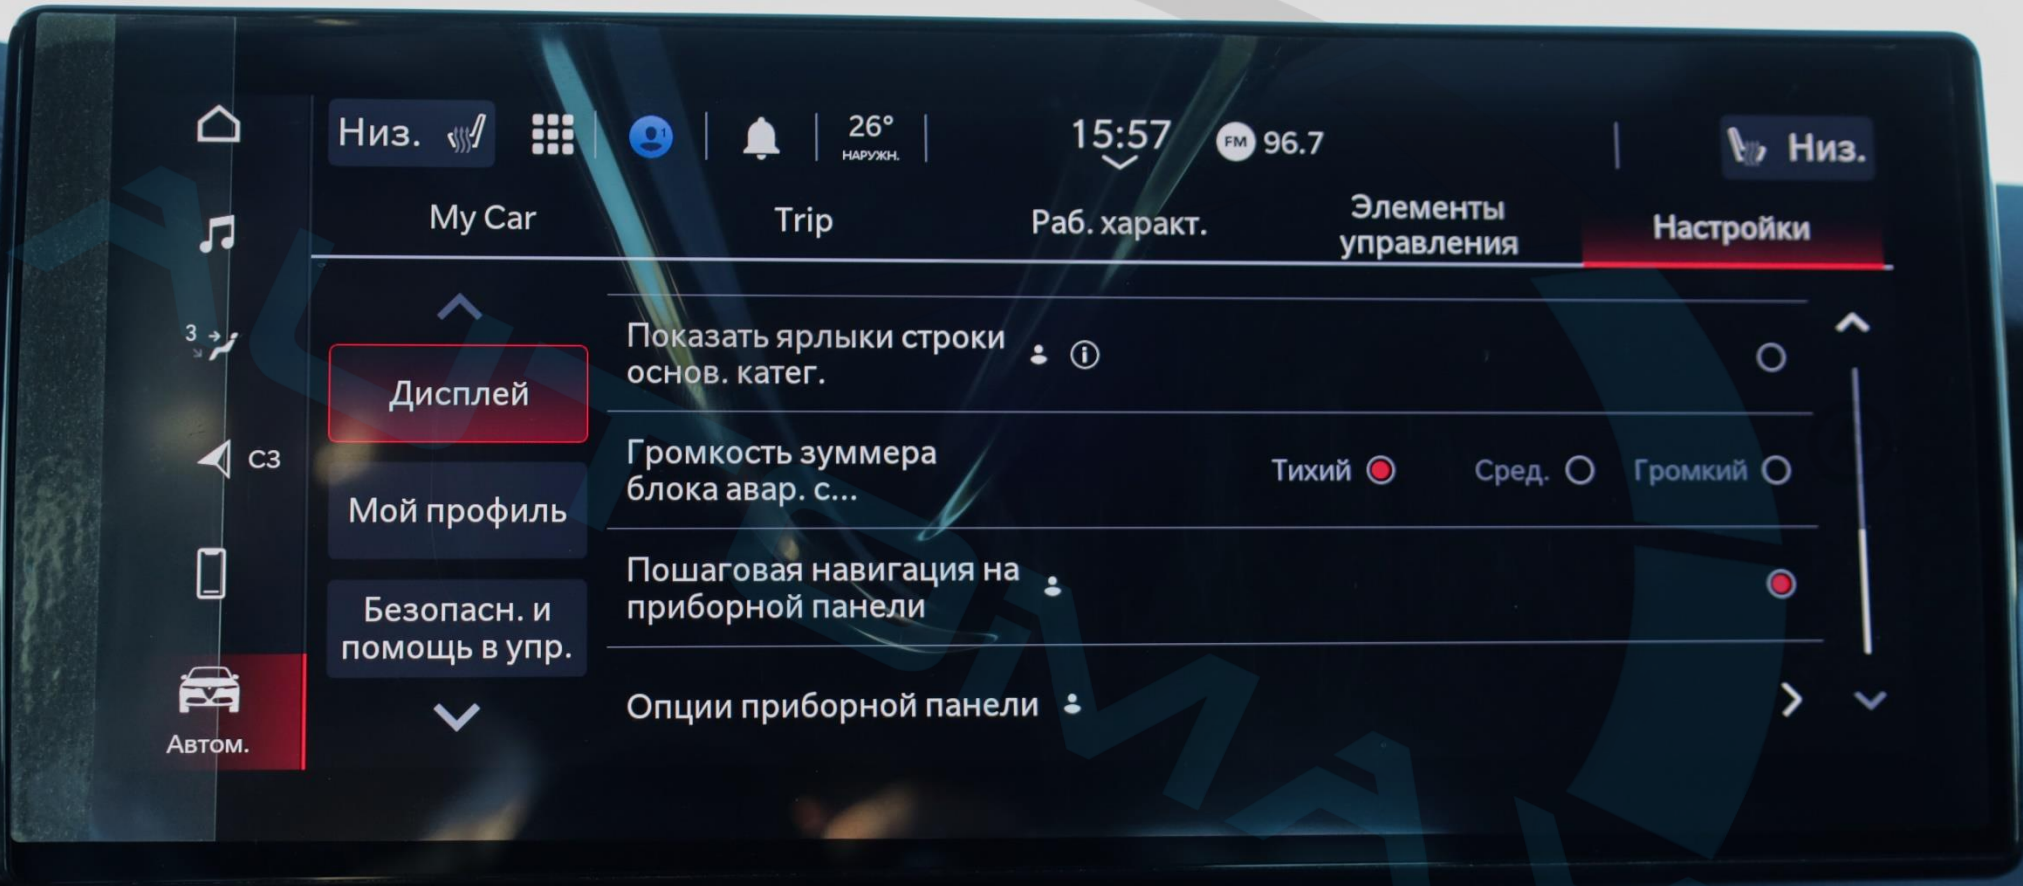 Низ.
26°
НАРУЖН.
15:57
FM 96.7
Низ.
My Car
Trip
Раб. характ.
Элементы
управления
Настройки
3
СЗ
Автом.
Дисплей
Мой профиль
Безопасн. и
помощь в упр.
Показать ярлыки строки
основ. катег.
Громкость зуммера
блока авар. с...
Тихий
Сред.
Громкий
Пошаговая навигация на
приборной панели
Опции приборной панели